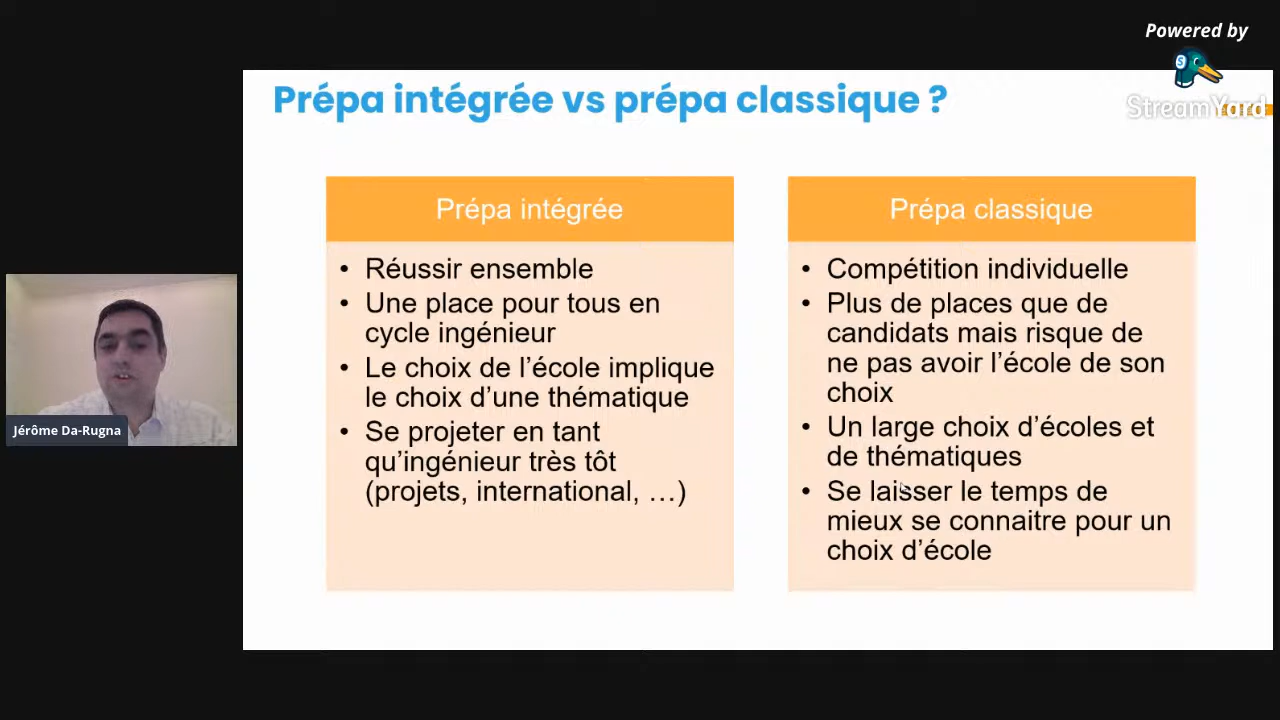 Powered by
StreamYard
Prépa intégrée vs prépa classique ?
Prépa intégrée
• Réussir ensemble
• Une place pour tous en
cycle ingénieur
• Le choix de l’école implique
le choix d’une thématique
• Se projeter en tant
qu’ingénieur très tôt
(projets, international, …)
Prépa classique
• Compétition individuelle
• Plus de places que de
candidats mais risque de
ne pas avoir l’école de son
choix
• Un large choix d’écoles et
de thématiques
• Se laisser le temps de
mieux se connaitre pour un
choix d’école
Jérôme Da-Rugna